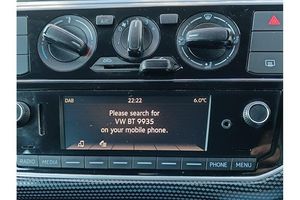 DAB 22:22 6.0°C
Please search for
VW BT 9935
on your mobile phone.
RADIO MEDIA PHONE MENU